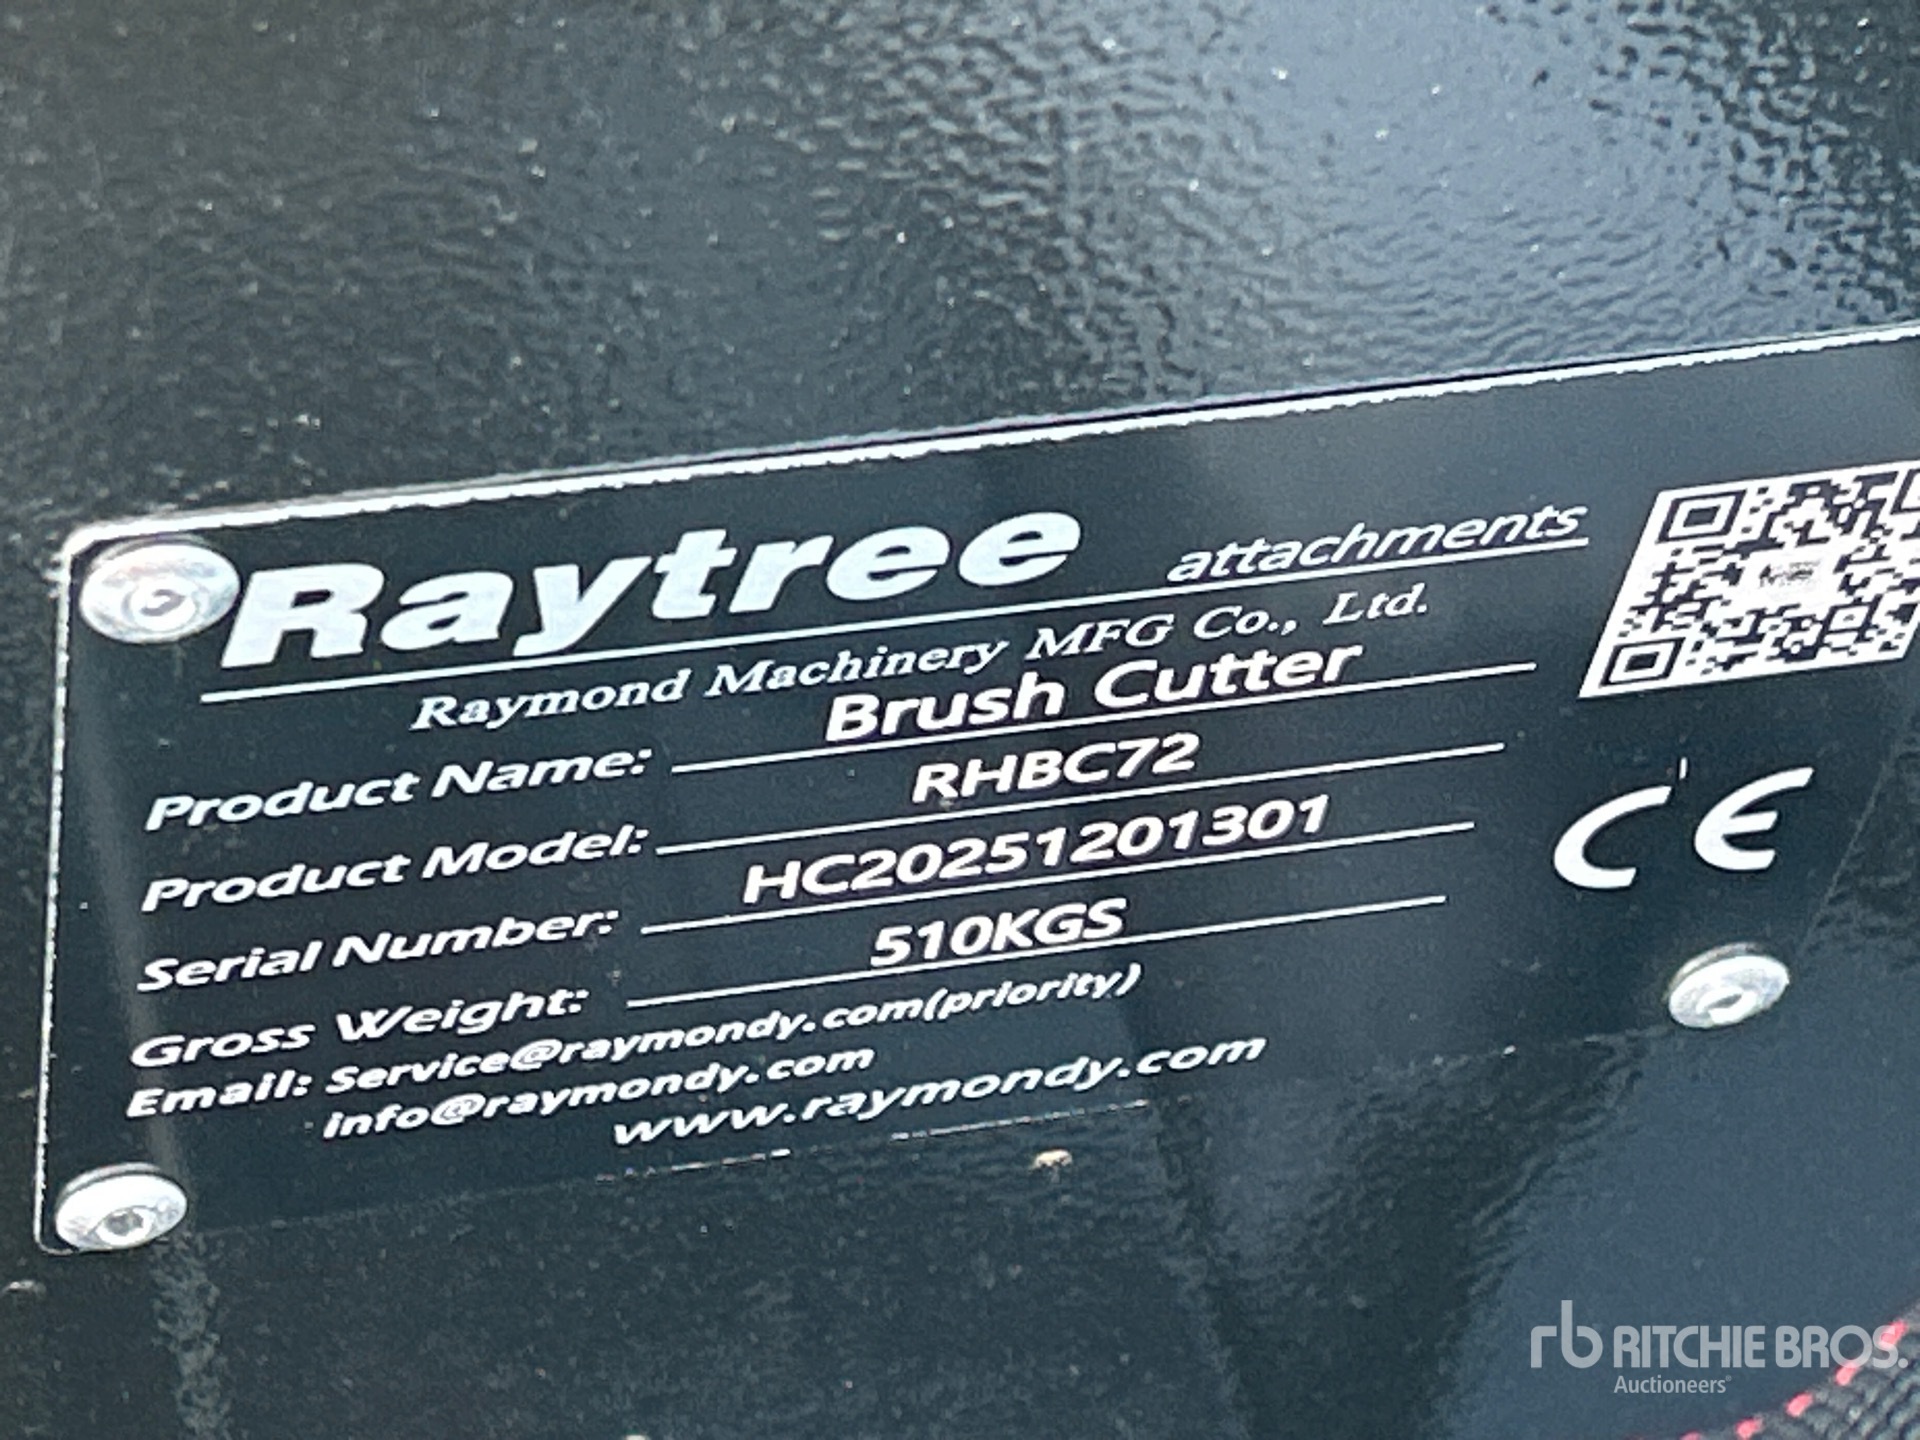 Raytree attachments
Raymond Machinery MFG Co., Ltd.
Product Name: Brush Cutter
Product Model: RHBC72
Serial Number: HC20251201301
Gross Weight: 510KGS
Email: Service@raymondy.com(priority)
info@raymondy.com
www.raymondy.com
CE
rb RITCHIE BROS.
Auctioneers